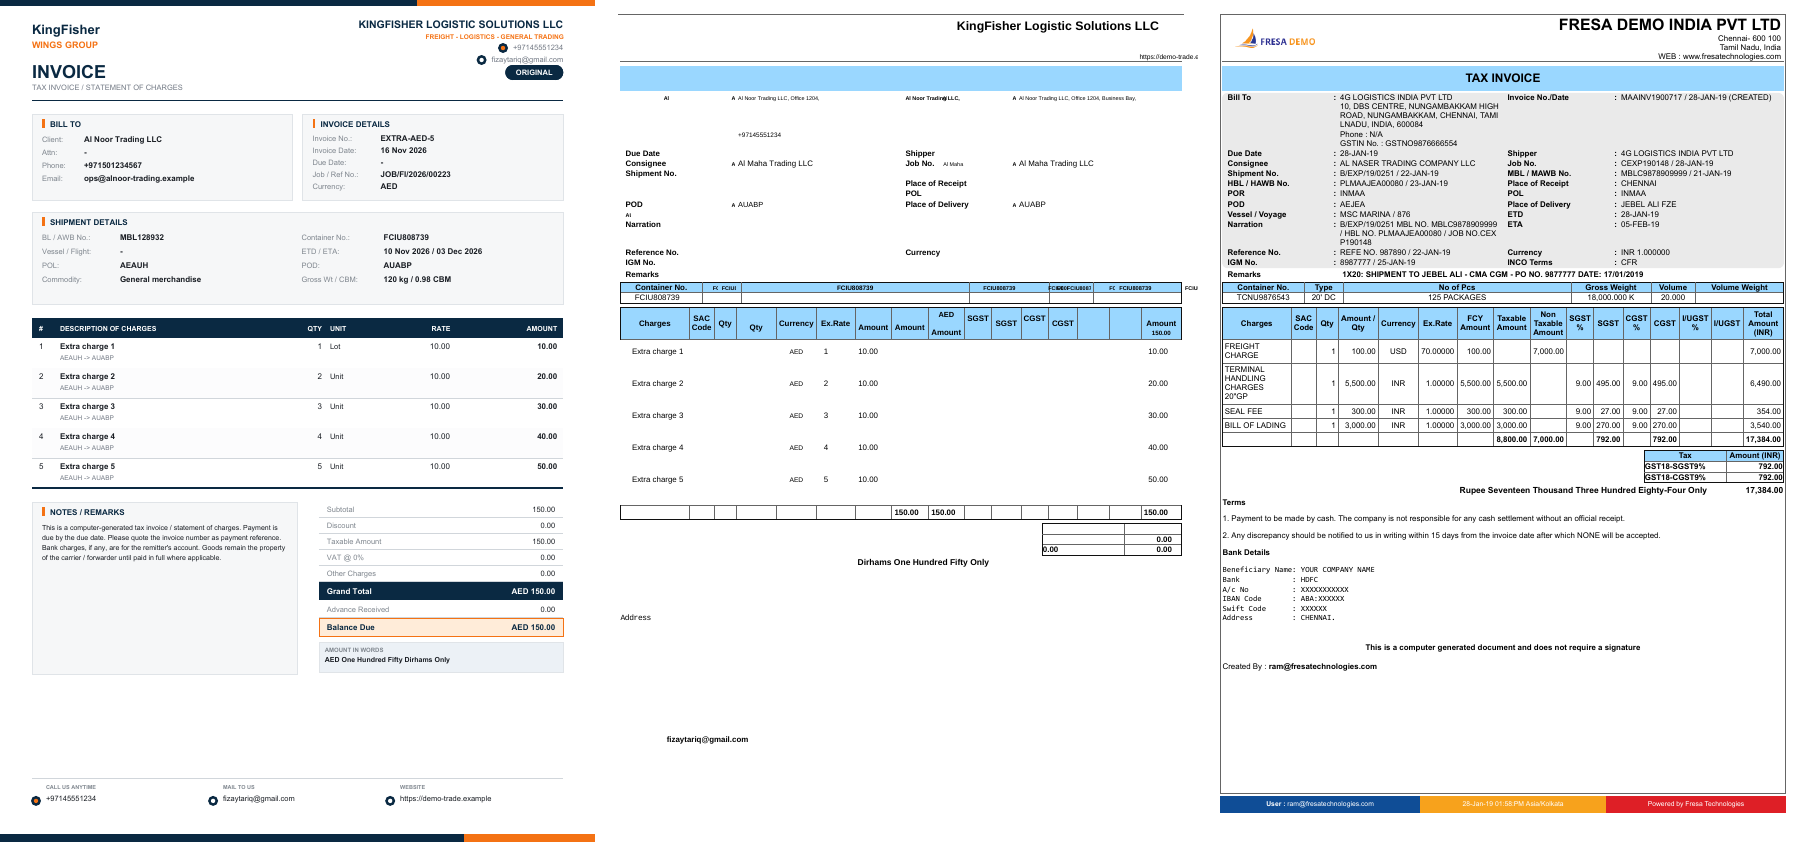 KingFisher
WINGS GROUP
KINGFISHER LOGISTIC SOLUTIONS LLC
FREIGHT - LOGISTICS - GENERAL TRADING
+97145551234
fizaytariq@gmail.com
ORIGINAL
INVOICE
TAX INVOICE / STATEMENT OF CHARGES
BILL TO
Client: Al Noor Trading LLC
Attn: -
Phone: +971501234567
Email: ops@alnoor-trading.example
INVOICE DETAILS
Invoice No.: EXTRA-AED-5
Invoice Date: 16 Nov 2026
Due Date: -
Job / Ref No.: JOB/FI/2026/00223
Currency: AED
SHIPMENT DETAILS
BL / AWB No.: MBL128932 Container No.: FCIU808739
Vessel / Flight: - ETD / ETA: 10 Nov 2026 / 03 Dec 2026
POL: AEAUH POD: AUABP
Commodity: General merchandise Gross Wt / CBM: 120 kg / 0.98 CBM
# DESCRIPTION OF CHARGES QTY UNIT RATE AMOUNT
1 Extra charge 1 1 Lot 10.00 10.00
AEAUH -> AUABP
2 Extra charge 2 2 Unit 10.00 20.00
AEAUH -> AUABP
3 Extra charge 3 3 Unit 10.00 30.00
AEAUH -> AUABP
4 Extra charge 4 4 Unit 10.00 40.00
AEAUH -> AUABP
5 Extra charge 5 5 Unit 10.00 50.00
AEAUH -> AUABP
NOTES / REMARKS
This is a computer-generated tax invoice / statement of charges. Payment is
due by the due date. Please quote the invoice number as payment reference.
Bank charges, if any, are for the remitter's account. Goods remain the property
of the carrier / forwarder until paid in full where applicable.
Subtotal 150.00
Discount 0.00
Taxable Amount 150.00
VAT @ 0% 0.00
Other Charges 0.00
Grand Total AED 150.00
Advance Received 0.00
Balance Due AED 150.00
AMOUNT IN WORDS
AED One Hundred Fifty Dirhams Only
CALL US ANYTIME MAIL TO US WEBSITE
+97145551234 fizaytariq@gmail.com https://demo-trade.example
KingFisher Logistic Solutions LLC
https://demo-trade.e
Al A Al Noor Trading LLC, Office 1204, Al Noor Trading LLC, A Al Noor Trading LLC, Office 1204, Business Bay,
+97145551234
Due Date Shipper
Consignee A Al Maha Trading LLC Job No. Al Maha A Al Maha Trading LLC
Shipment No.
Place of Receipt
POL
POD A AUABP Place of Delivery A AUABP
Al
Narration
Reference No. Currency
IGM No.
Remarks
Container No. FC FCIUI FCIU808739 FCIU808739 FCIU8087 FC FCIU808739 FCIU
FCIU808739
Charges SAC Code Qty Qty Currency Ex.Rate Amount Amount AED Amount SGST SGST CGST CGST Amount 150.00
Extra charge 1 AED 1 10.00 10.00
Extra charge 2 AED 2 10.00 20.00
Extra charge 3 AED 3 10.00 30.00
Extra charge 4 AED 4 10.00 40.00
Extra charge 5 AED 5 10.00 50.00
150.00 150.00 150.00
0.00
0.00 0.00
Dirhams One Hundred Fifty Only
Address
fizaytariq@gmail.com
FRESA DEMO
FRESA DEMO INDIA PVT LTD
Chennai- 600 100
Tamil Nadu, India
WEB : www.fresatechnologies.com
TAX INVOICE
Bill To : 4G LOGISTICS INDIA PVT LTD Invoice No./Date : MAAINV1900717 / 28-JAN-19 (CREATED)
10, DBS CENTRE, NUNGAMBAKKAM HIGH
ROAD, NUNGAMBAKKAM, CHENNAI, TAMI
LNADU, INDIA, 600084
Phone : N/A
GSTIN No. : GSTNO9876666554
Due Date : 28-JAN-19 Shipper : 4G LOGISTICS INDIA PVT LTD
Consignee : AL NASER TRADING COMPANY LLC Job No. : CEXP190148 / 28-JAN-19
Shipment No. : B/EXP/19/0251 / 22-JAN-19 MBL / MAWB No. : MBLC9878909999 / 21-JAN-19
HBL / HAWB No. : PLMAAJEA00080 / 23-JAN-19 Place of Receipt : CHENNAI
POR : INMAA POL : INMAA
POD : AEJEA Place of Delivery : JEBEL ALI FZE
Vessel / Voyage : MSC MARINA / 876 ETD : 28-JAN-19
Narration : B/EXP/19/0251 MBL NO. MBLC9878909999 ETA : 05-FEB-19
/ HBL NO. PLMAAJEA00080 / JOB NO.CEX
P190148
Reference No. : REFE NO. 987890 / 22-JAN-19 Currency : INR 1.000000
IGM No. : 8987777 / 25-JAN-19 INCO Terms : CFR
Remarks 1X20: SHIPMENT TO JEBEL ALI - CMA CGM - PO NO. 9877777 DATE: 17/01/2019
Container No. Type No of Pcs Gross Weight Volume Volume Weight
TCNU9876543 20' DC 125 PACKAGES 18,000.000 K 20.000
Charges SAC Code Qty Amount / Qty Currency Ex.Rate FCY Amount Taxable Amount Non Taxable Amount SGST % SGST CGST % CGST I/UGST % I/UGST Total Amount (INR)
FREIGHT CHARGE 1 100.00 USD 70.00000 100.00 7,000.00 7,000.00
TERMINAL HANDLING CHARGES 20"GP 1 5,500.00 INR 1.00000 5,500.00 5,500.00 9.00 495.00 9.00 495.00 6,490.00
SEAL FEE 1 300.00 INR 1.00000 300.00 300.00 9.00 27.00 9.00 27.00 354.00
BILL OF LADING 1 3,000.00 INR 1.00000 3,000.00 3,000.00 9.00 270.00 9.00 270.00 3,540.00
8,800.00 7,000.00 792.00 792.00 17,384.00
Tax Amount (INR)
GST18-SGST9% 792.00
GST18-CGST9% 792.00
Rupee Seventeen Thousand Three Hundred Eighty-Four Only 17,384.00
Terms
1. Payment to be made by cash. The company is not responsible for any cash settlement without an official receipt.
2. Any discrepancy should be notified to us in writing within 15 days from the invoice date after which NONE will be accepted.
Bank Details
Beneficiary Name: YOUR COMPANY NAME
Bank : HDFC
A/c No : XXXXXXXXXXX
IBAN Code : ABA:XXXXXX
Swift Code : XXXXXX
Address : CHENNAI.
This is a computer generated document and does not require a signature
Created By : ram@fresatechnologies.com
User : ram@fresatechnologies.com 28-Jan-19 01:58:PM Asia/Kolkata Powered by Fresa Technologies